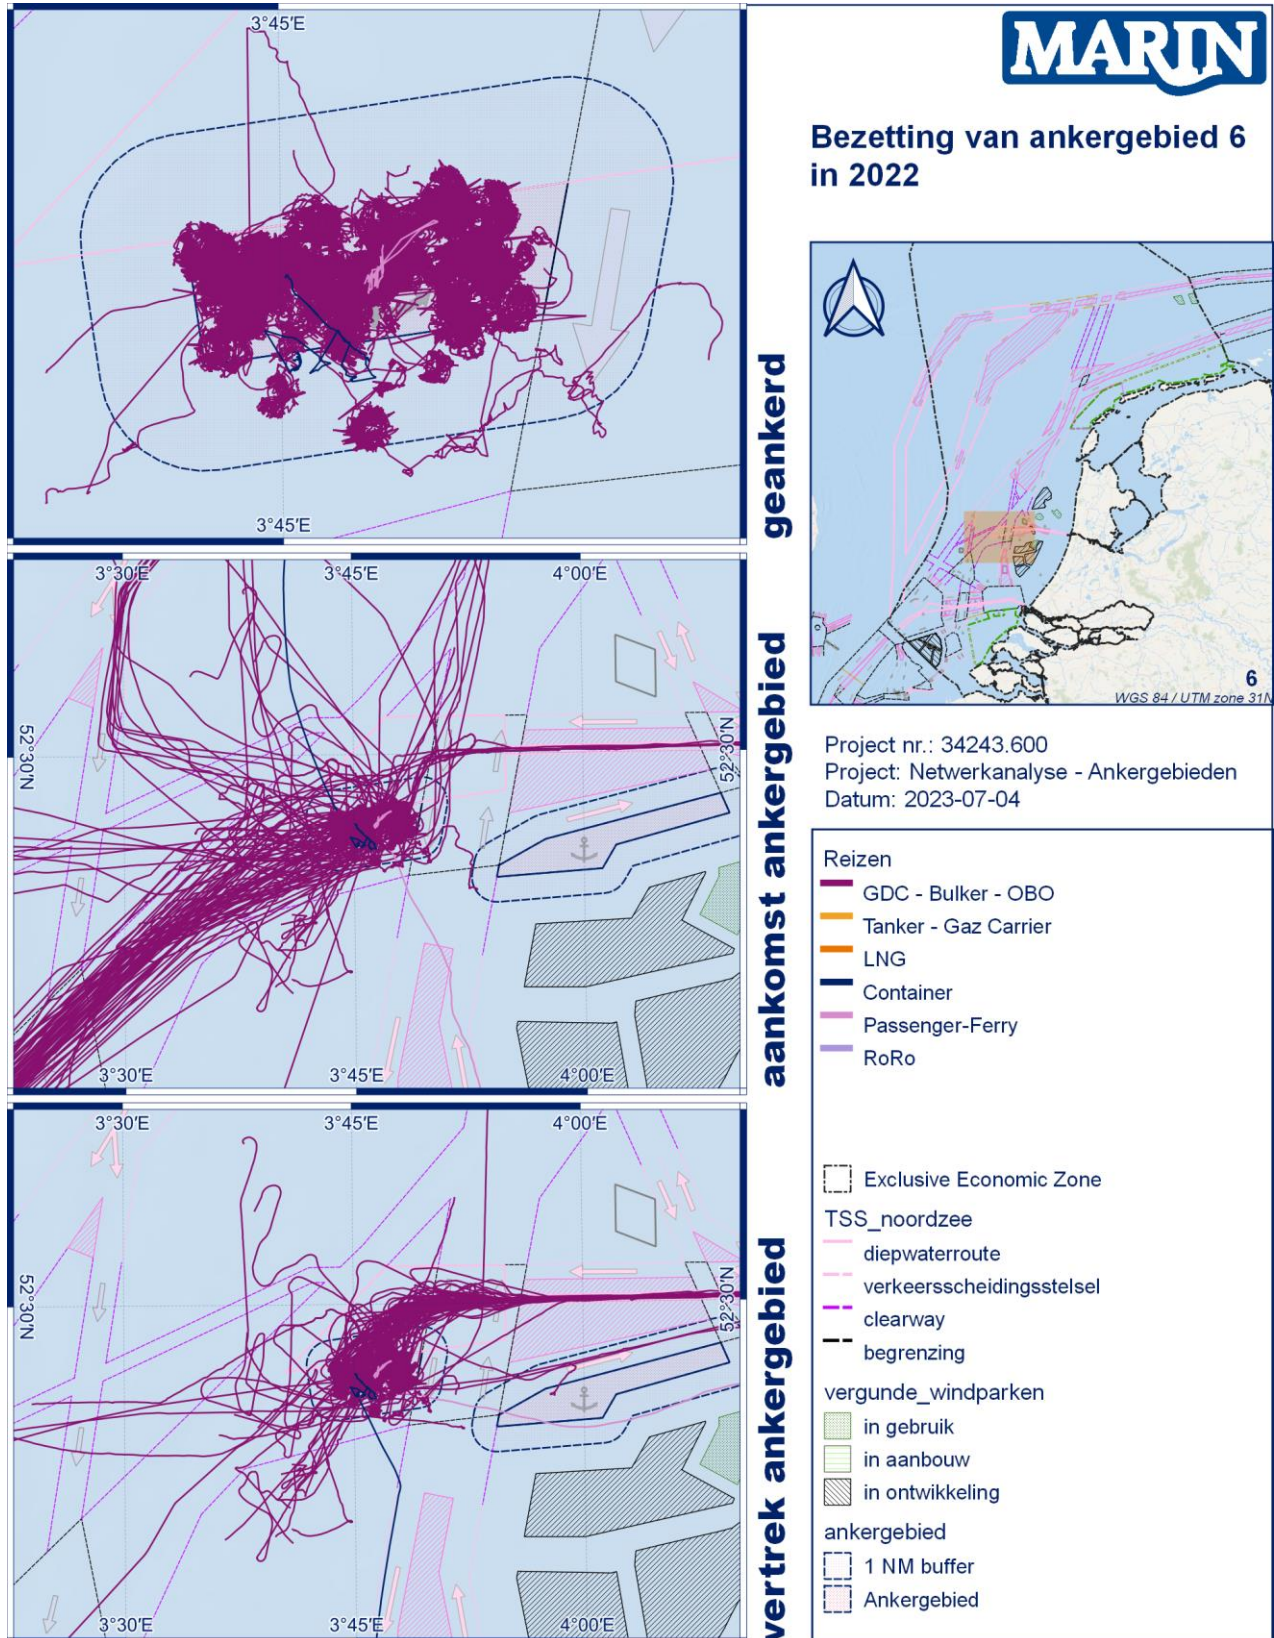 MARIN
Bezetting van ankergebied 6
in 2022
3°45'E
3°45'E
geankerd
6
WGS 84 / UTM zone 31N
Project nr.: 34243.600
Project: Netwerkanalyse - Ankergebieden
Datum: 2023-07-04
3°30'E
3°45'E
4°00'E
52°30'N
52°30'N
3°30'E
3°45'E
4°00'E
aankomst ankergebied
3°30'E
3°45'E
4°00'E
52°30'N
52°30'N
3°30'E
3°45'E
4°00'E
vertrek ankergebied
Reizen
GDC - Bulker - OBO
Tanker - Gaz Carrier
LNG
Container
Passenger-Ferry
RoRo
Exclusive Economic Zone
TSS_noordzee
diepwaterroute
verkeersscheidingsstelsel
clearway
begrenzing
vergunde_windparken
in gebruik
in aanbouw
in ontwikkeling
ankergebied
1 NM buffer
Ankergebied